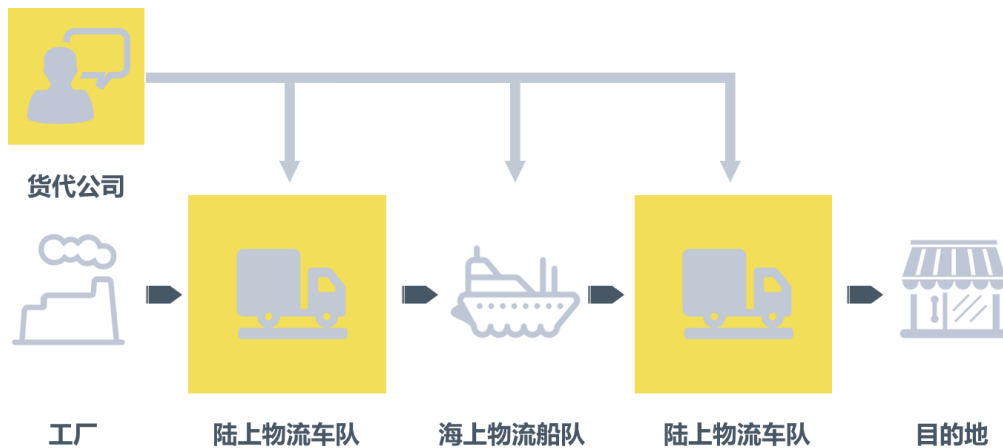 货代公司
工厂
陆上物流车队
海上物流船队
陆上物流车队
目的地